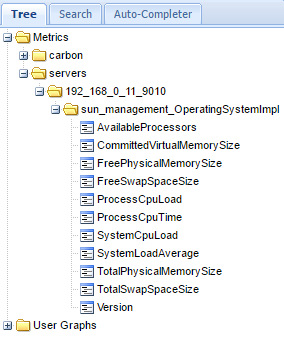 Tree Search Auto-Completer
Metrics
carbon
servers
192_168_0_11_9010
sun_management_OperatingSystemImpl
AvailableProcessors
CommittedVirtualMemorySize
FreePhysicalMemorySize
FreeSwapSpaceSize
ProcessCpuLoad
ProcessCpuTime
SystemCpuLoad
SystemLoadAverage
TotalPhysicalMemorySize
TotalSwapSpaceSize
Version
User Graphs